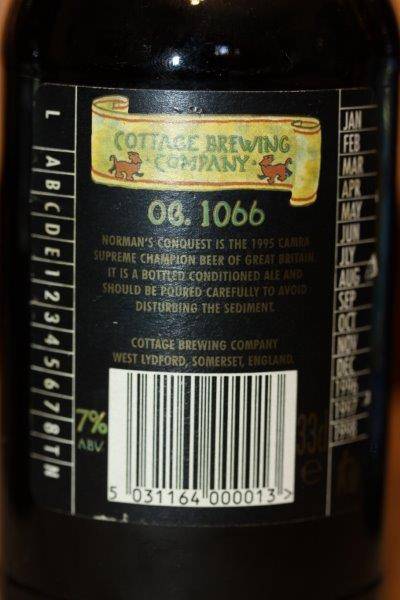 COTTAGE BREWING
COMPANY
OG. 1066
NORMAN'S CONQUEST IS THE 1995 CAMRA
SUPREME CHAMPION BEER OF GREAT BRITAIN.
IT IS A BOTTLED CONDITIONED ALE AND
SHOULD BE POURED CAREFULLY TO AVOID
DISTURBING THE SEDIMENT.
COTTAGE BREWING COMPANY
WEST LYDFORD, SOMERSET, ENGLAND.
7%
ABV
5 031164 000013 >
33c
e
L
A
B
C
D
E
1
2
3
4
5
6
7
8
T
N
JAN
FEB
MAR
APR
MAY
JUN
JLY
AUG
SEP
OCT
NOV
DEC
1996
1997
1998